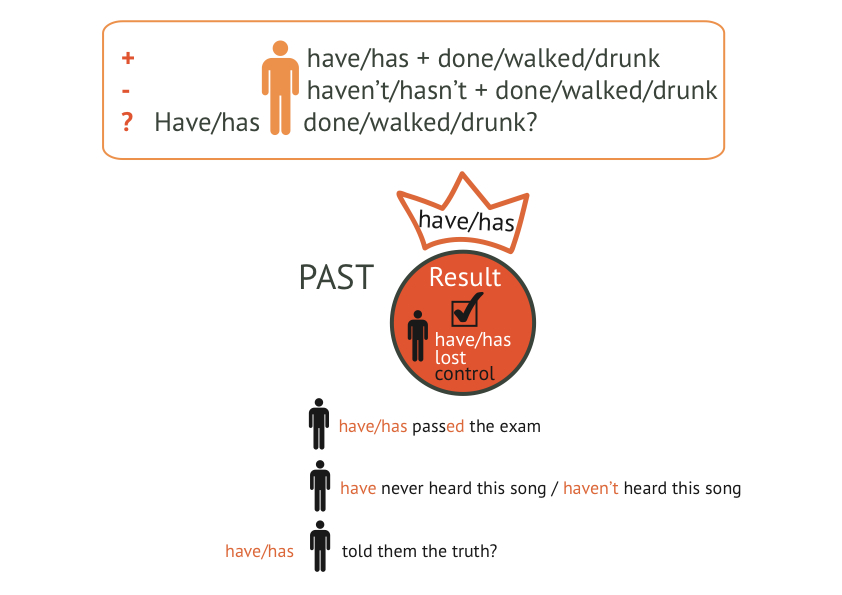 + have/has + done/walked/drunk
- haven't/hasn't + done/walked/drunk
? Have/has done/walked/drunk?
have/has
PAST
Result
have/has
lost
control
have/has passed the exam
have never heard this song / haven't heard this song
have/has told them the truth?